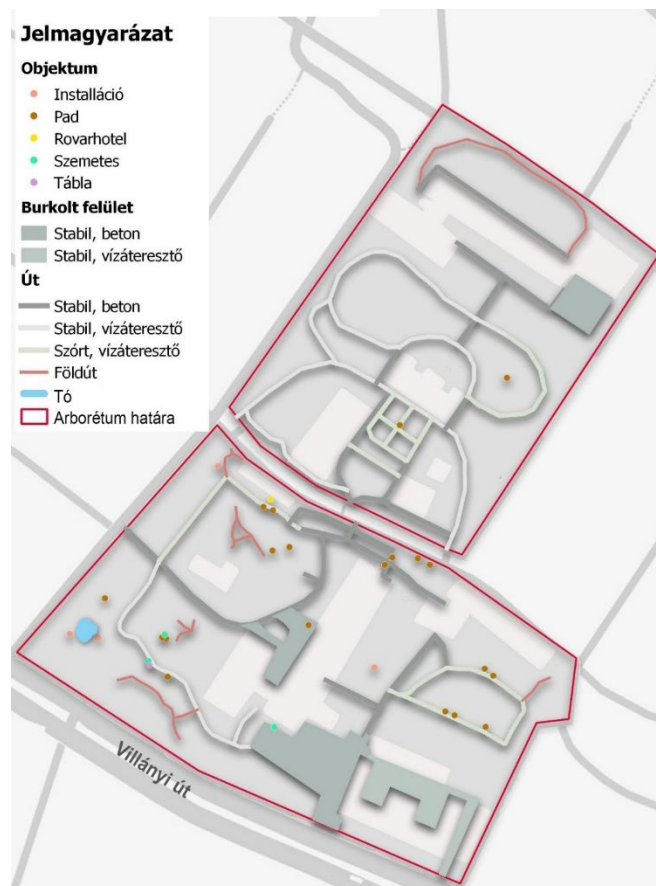 Jelmagyarázat
Objektum
Installáció
Pad
Rovarhotel
Szemetes
Tábla
Burkolt felület
Stabil, beton
Stabil, vízáteresztő
Út
Stabil, beton
Stabil, vízáteresztő
Szórt, vízáteresztő
Földút
Tó
Arborétum határa
Villányi út